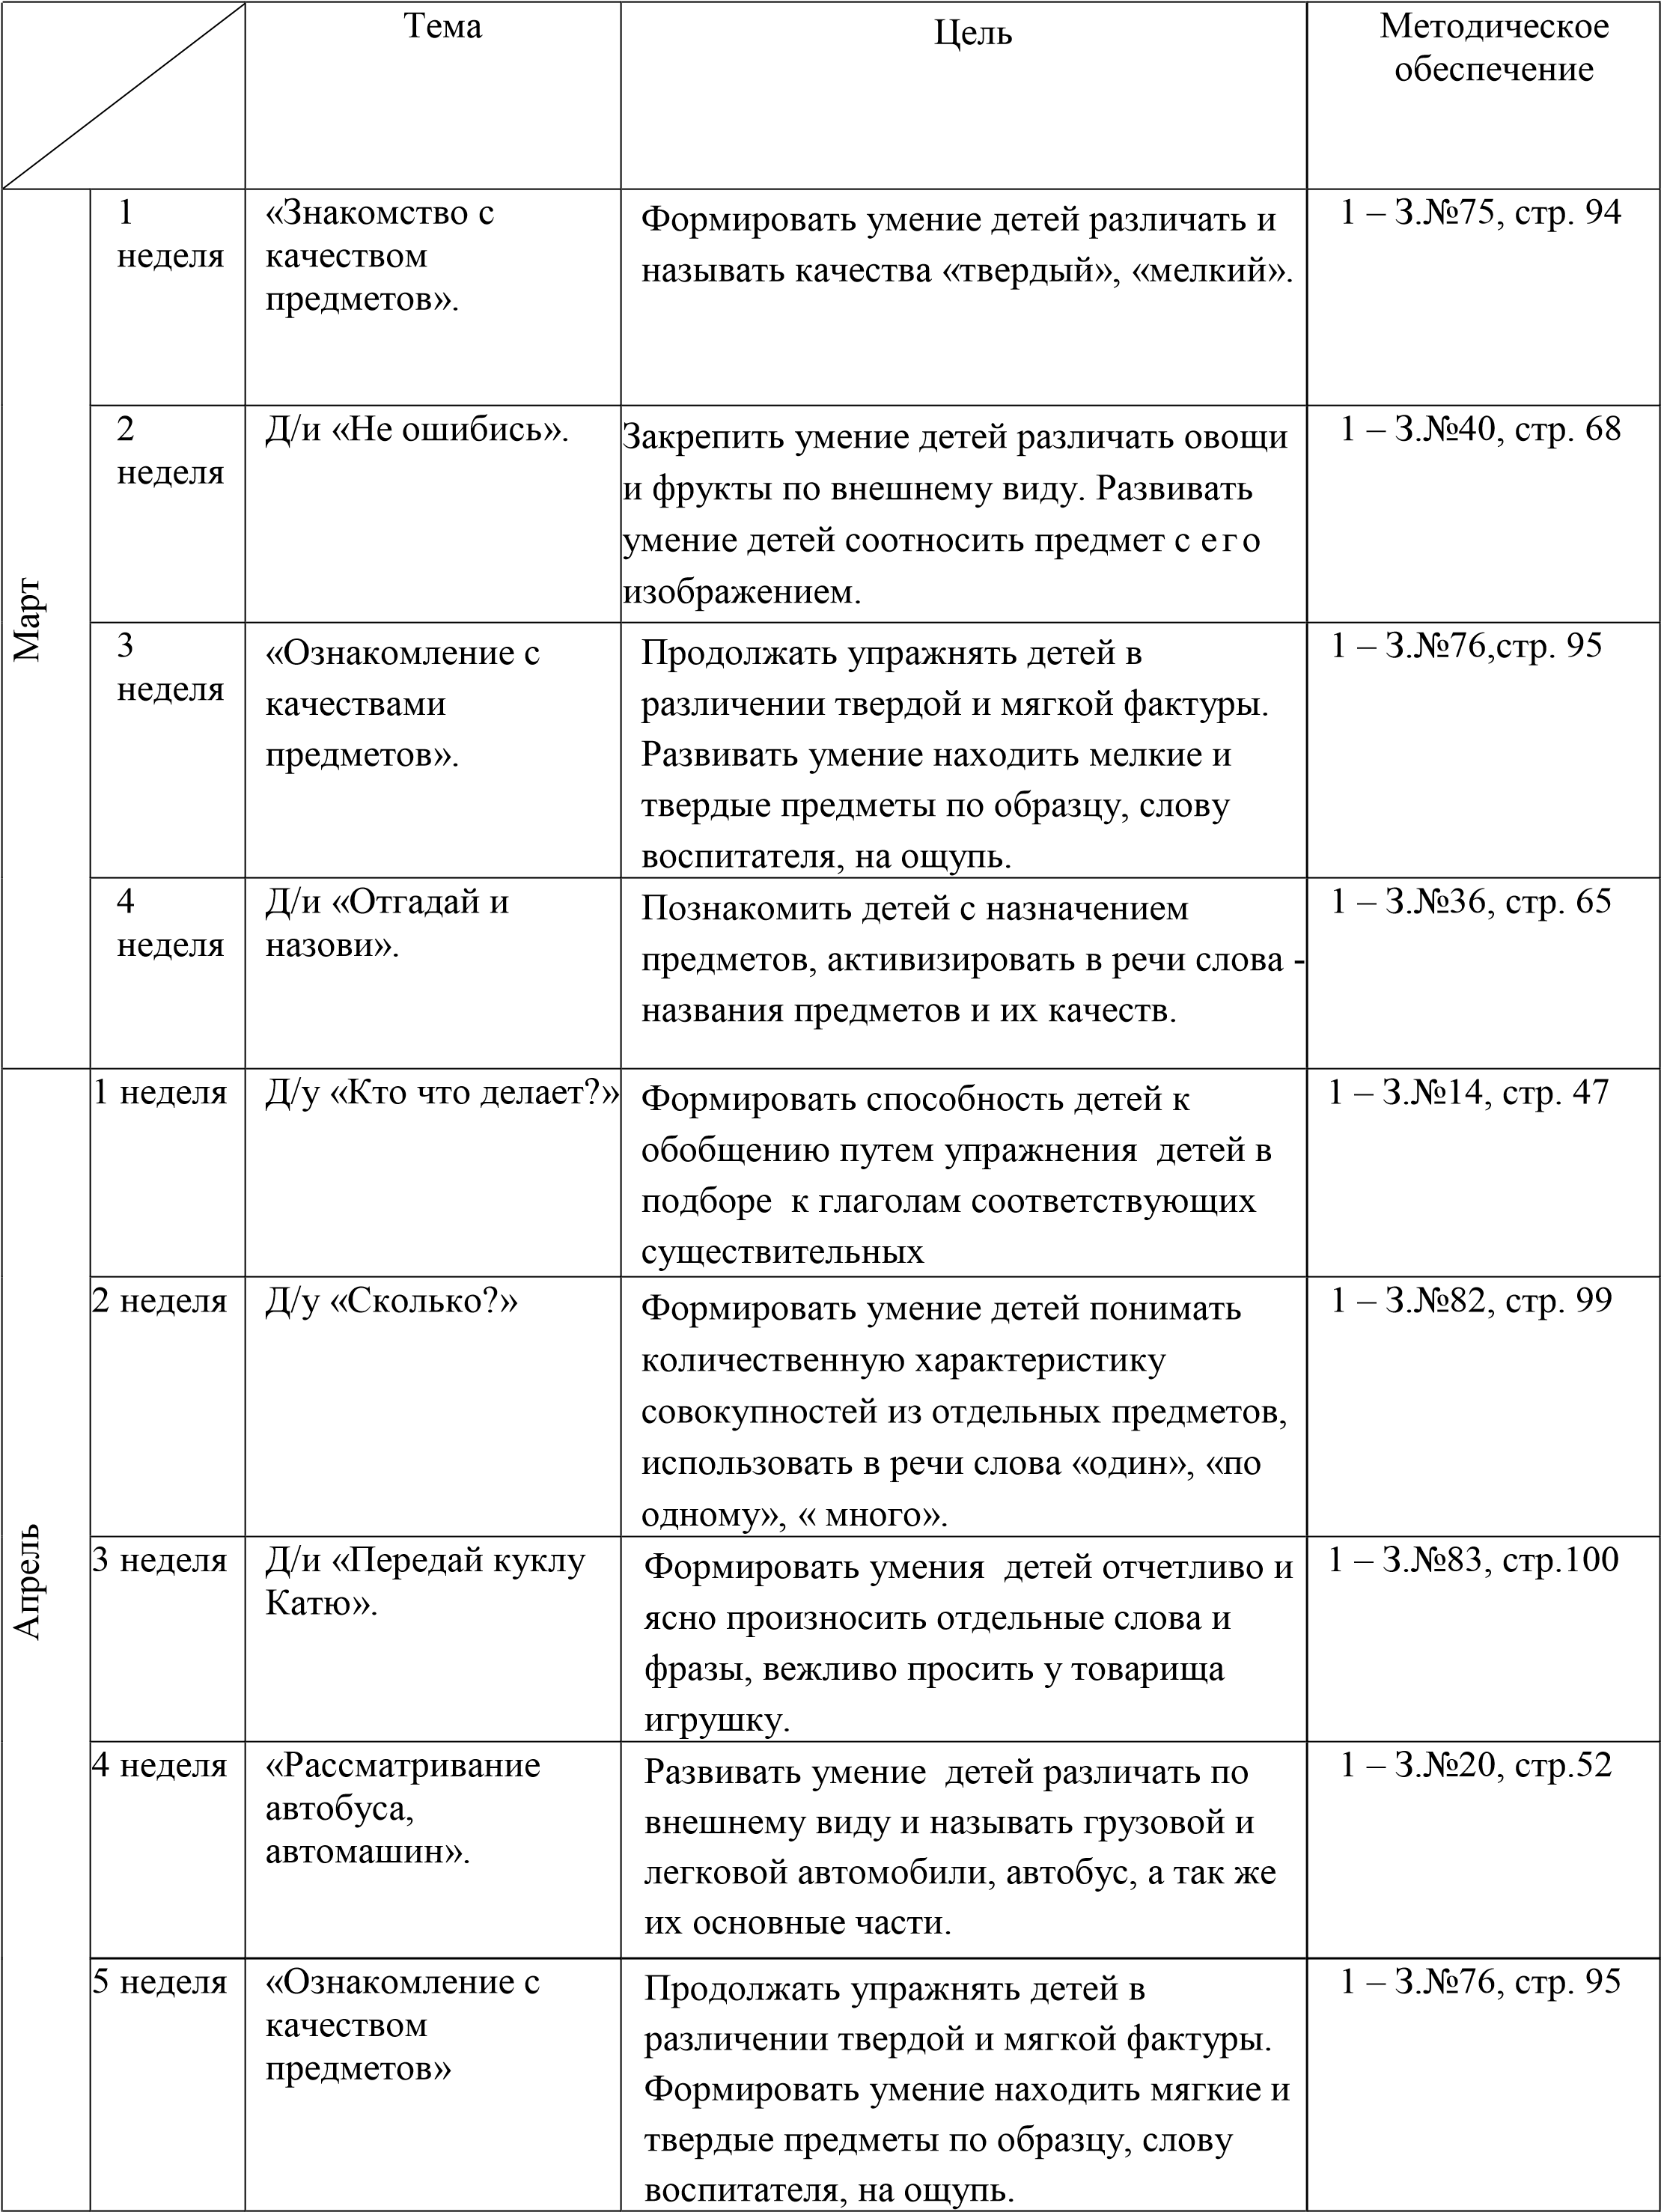 Тема
Цель
Методическое
обеспечение
Март
1
неделя
«Знакомство с
качеством
предметов».
Формировать умение детей различать и
называть качества «твердый», «мелкий».
1 – З.№75, стр. 94
2
неделя
Д/и «Не ошибись».
Закрепить умение детей различать овощи
и фрукты по внешнему виду. Развивать
умение детей соотносить предмет с его
изображением.
1 – З.№40, стр. 68
3
неделя
«Ознакомление с
качествами
предметов».
Продолжать упражнять детей в
различении твердой и мягкой фактуры.
Развивать умение находить мелкие и
твердые предметы по образцу, слову
воспитателя, на ощупь.
1 – З.№76,стр. 95
4
неделя
Д/и «Отгадай и
назови».
Познакомить детей с назначением
предметов, активизировать в речи слова -
названия предметов и их качеств.
1 – З.№36, стр. 65
Апрель
1 неделя
Д/у «Кто что делает?»
Формировать способность детей к
обобщению путем упражнения  детей в
подборе  к глаголам соответствующих
существительных
1 – З.№14, стр. 47
2 неделя
Д/у «Сколько?»
Формировать умение детей понимать
количественную характеристику
совокупностей из отдельных предметов,
использовать в речи слова «один», «по
одному», « много».
1 – З.№82, стр. 99
3 неделя
Д/и «Передай куклу
Катю».
Формировать умения  детей отчетливо и
ясно произносить отдельные слова и
фразы, вежливо просить у товарища
игрушку.
1 – З.№83, стр.100
4 неделя
«Рассматривание
автобуса,
автомашин».
Развивать умение  детей различать по
внешнему виду и называть грузовой и
легковой автомобили, автобус, а так же
их основные части.
1 – З.№20, стр.52
5 неделя
«Ознакомление с
качеством
предметов»
Продолжать упражнять детей в
различении твердой и мягкой фактуры.
Формировать умение находить мягкие и
твердые предметы по образцу, слову
воспитателя, на ощупь.
1 – З.№76, стр. 95